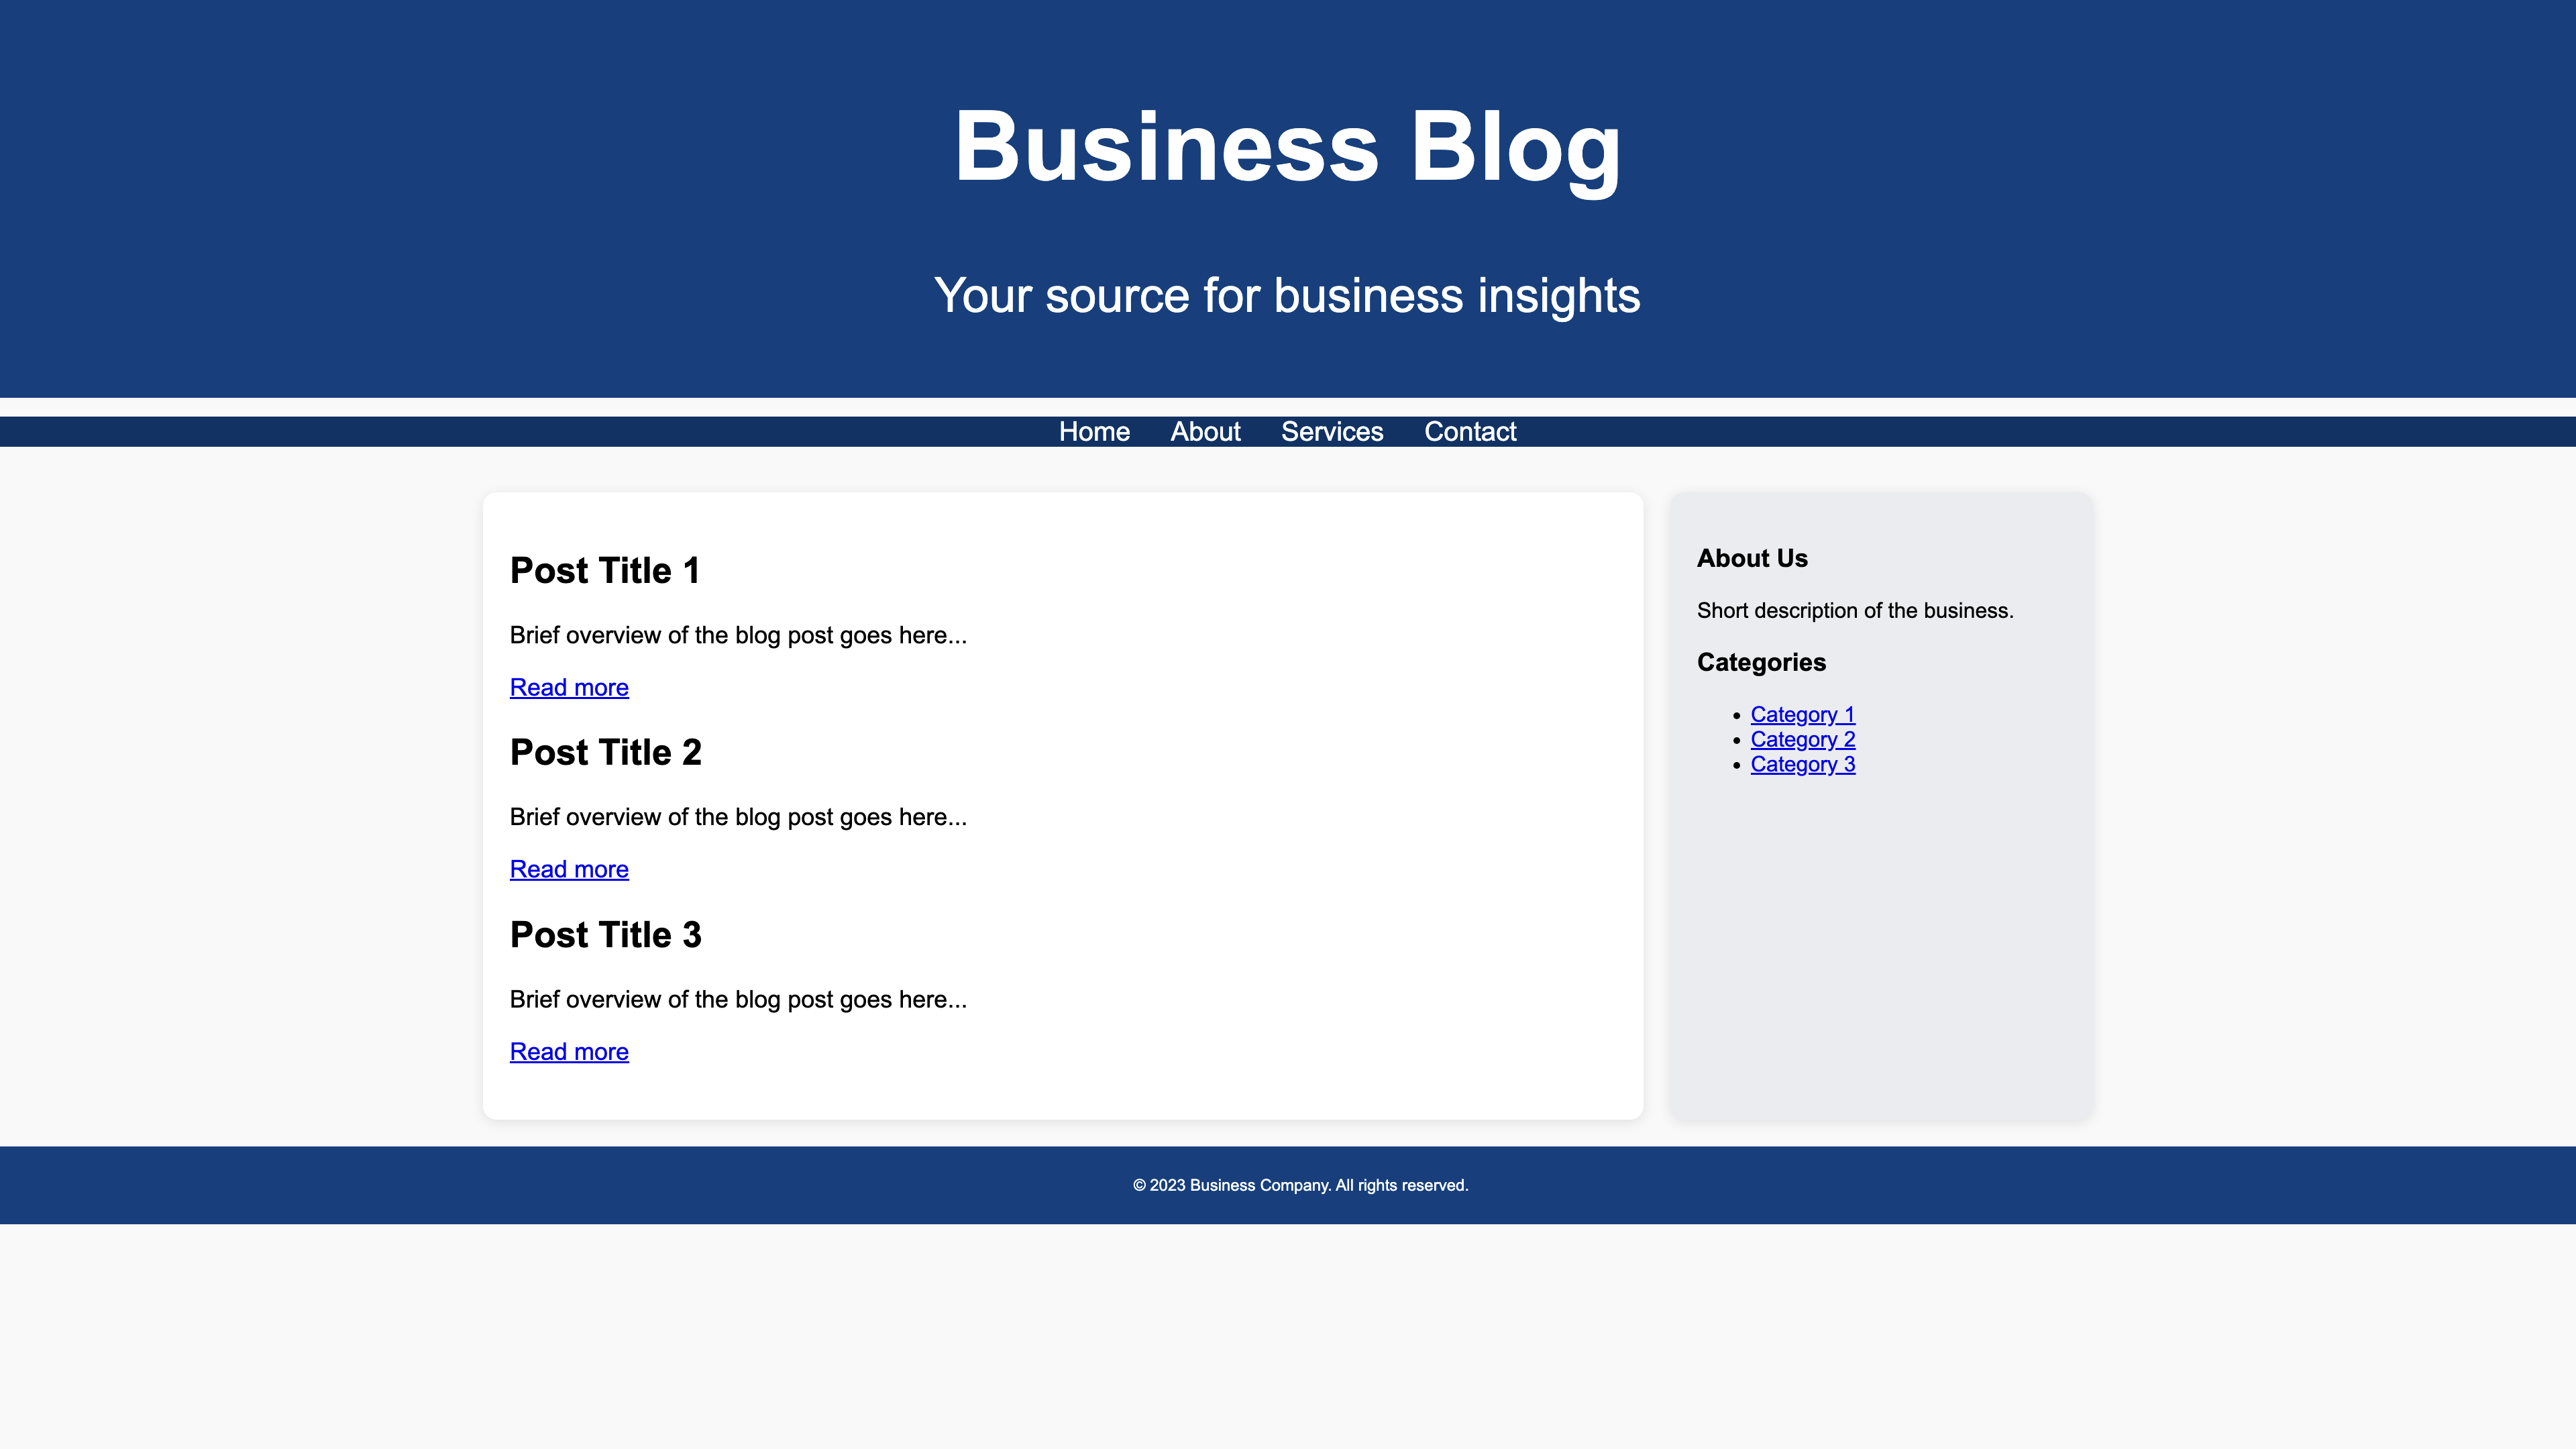 Business Blog
Your source for business insights
Home About Services Contact
Post Title 1
Brief overview of the blog post goes here...
Read more
Post Title 2
Brief overview of the blog post goes here...
Read more
Post Title 3
Brief overview of the blog post goes here...
Read more
About Us
Short description of the business.
Categories
• Category 1
• Category 2
• Category 3
© 2023 Business Company. All rights reserved.